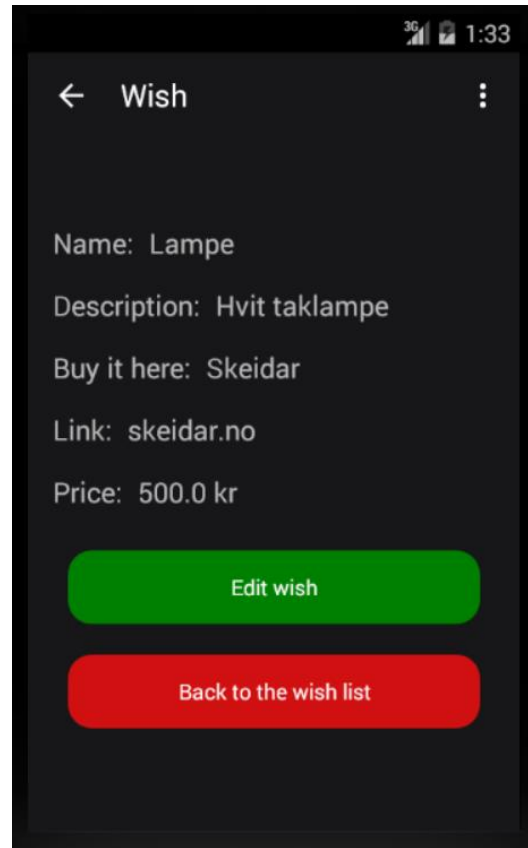 3G 1:33
Wish
Name: Lampe
Description: Hvit taklampe
Buy it here: Skeidar
Link: skeidar.no
Price: 500.0 kr
Edit wish
Back to the wish list